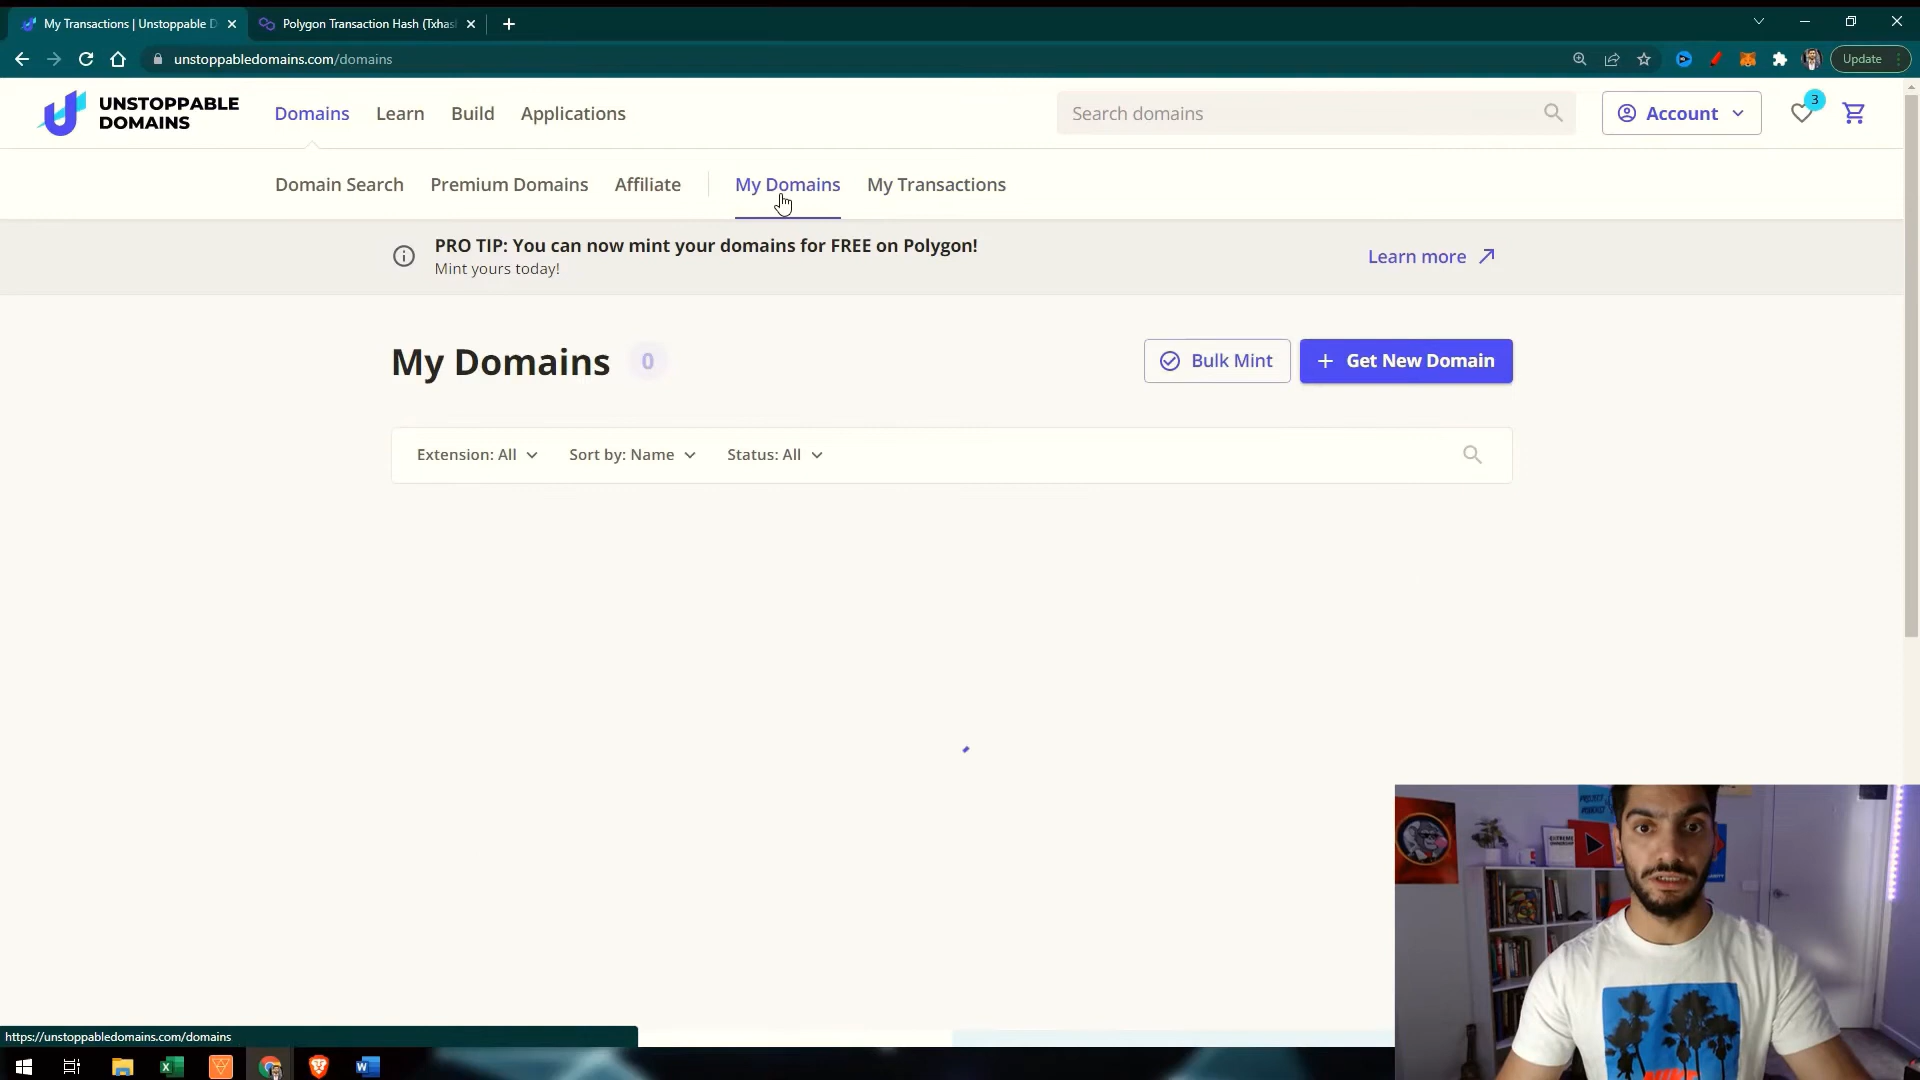 My Transactions | Unstoppable D
Polygon Transaction Hash (Txhas
unstoppabledomains.com/domains
Update
UNSTOPPABLE
DOMAINS
Domains
Learn
Build
Applications
Search domains
Account
3
Domain Search
Premium Domains
Affiliate
My Domains
My Transactions
PRO TIP: You can now mint your domains for FREE on Polygon!
Mint yours today!
Learn more
My Domains
0
Bulk Mint
+ Get New Domain
Extension: All
Sort by: Name
Status: All
EXTREME
OWNERSHIP
https://unstoppabledomains.com/domains